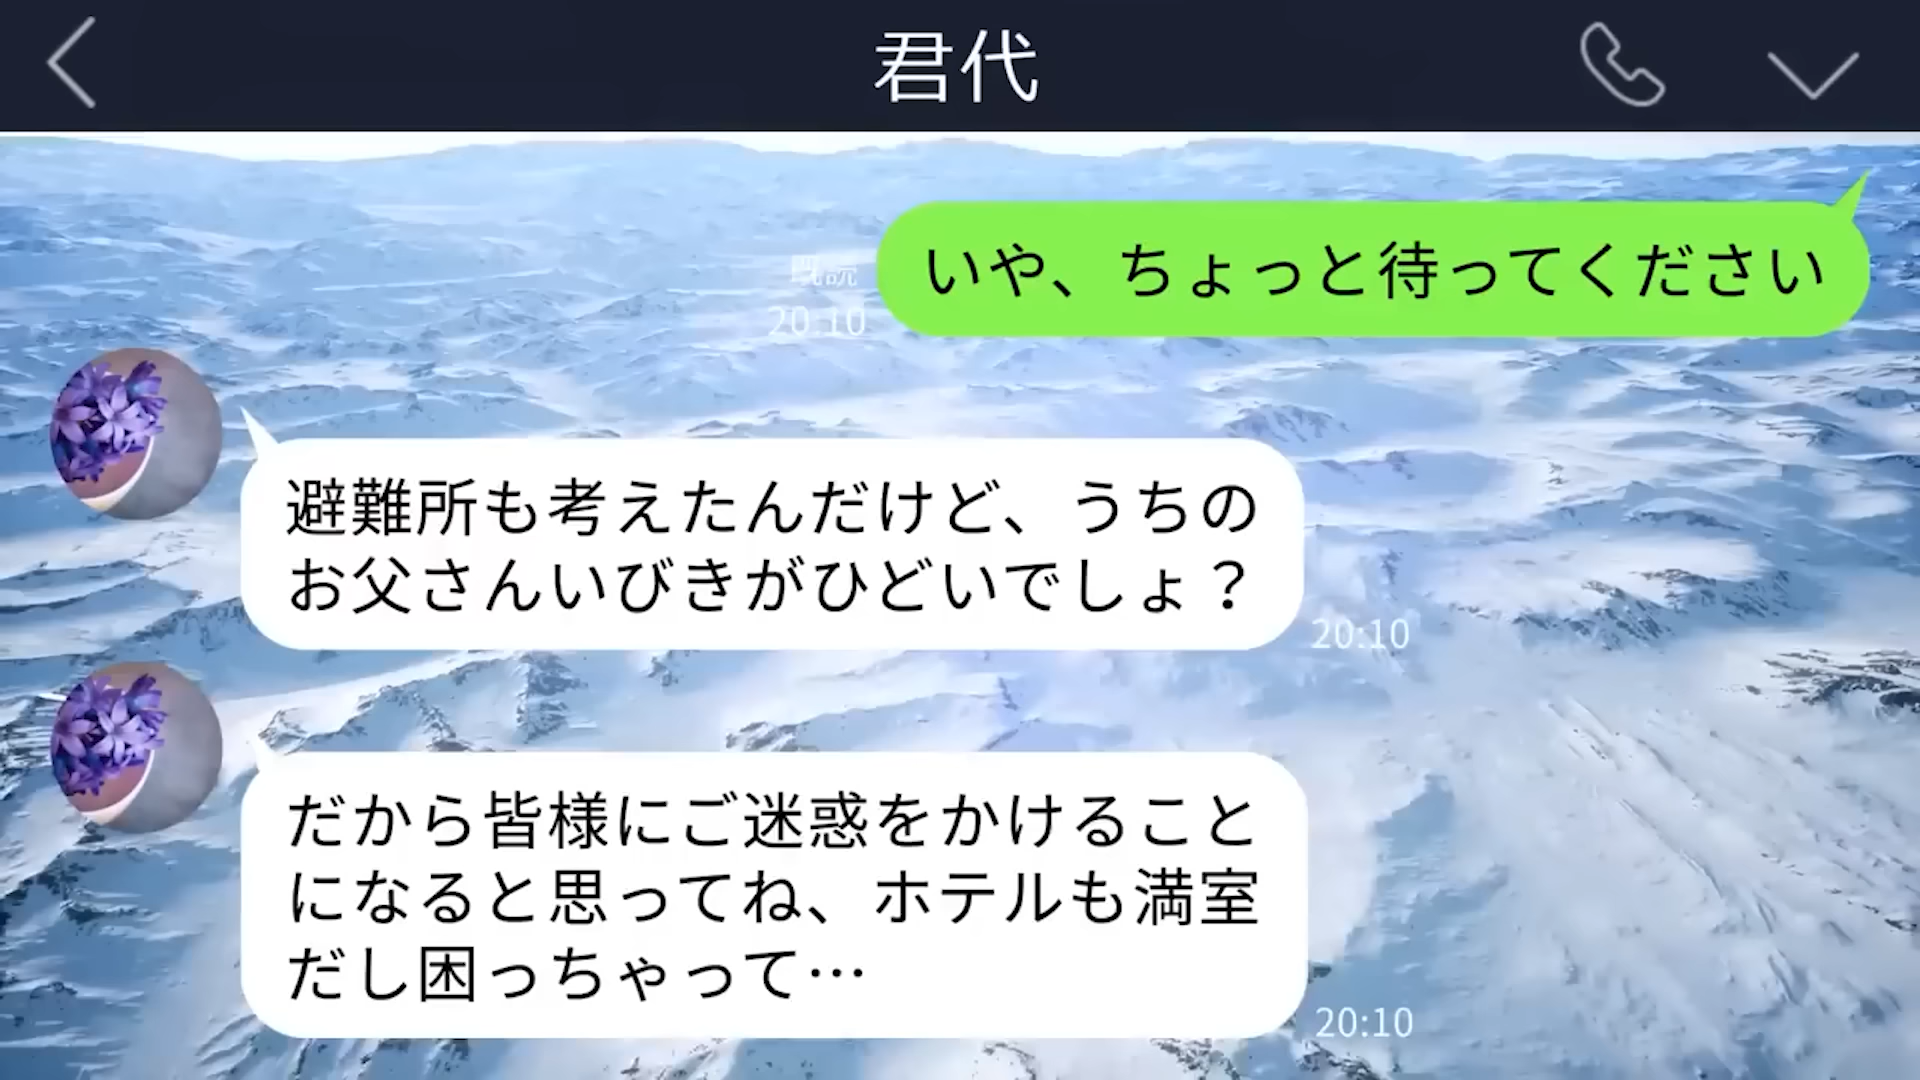 君代
いや、ちょっと待ってください
既読
20:10
避難所も考えたんだけど、うちの
お父さんいびきがひどいでしょ？
20:10
だから皆様にご迷惑をかけること
になると思ってね、ホテルも満室
だし困っちゃって…
20:10